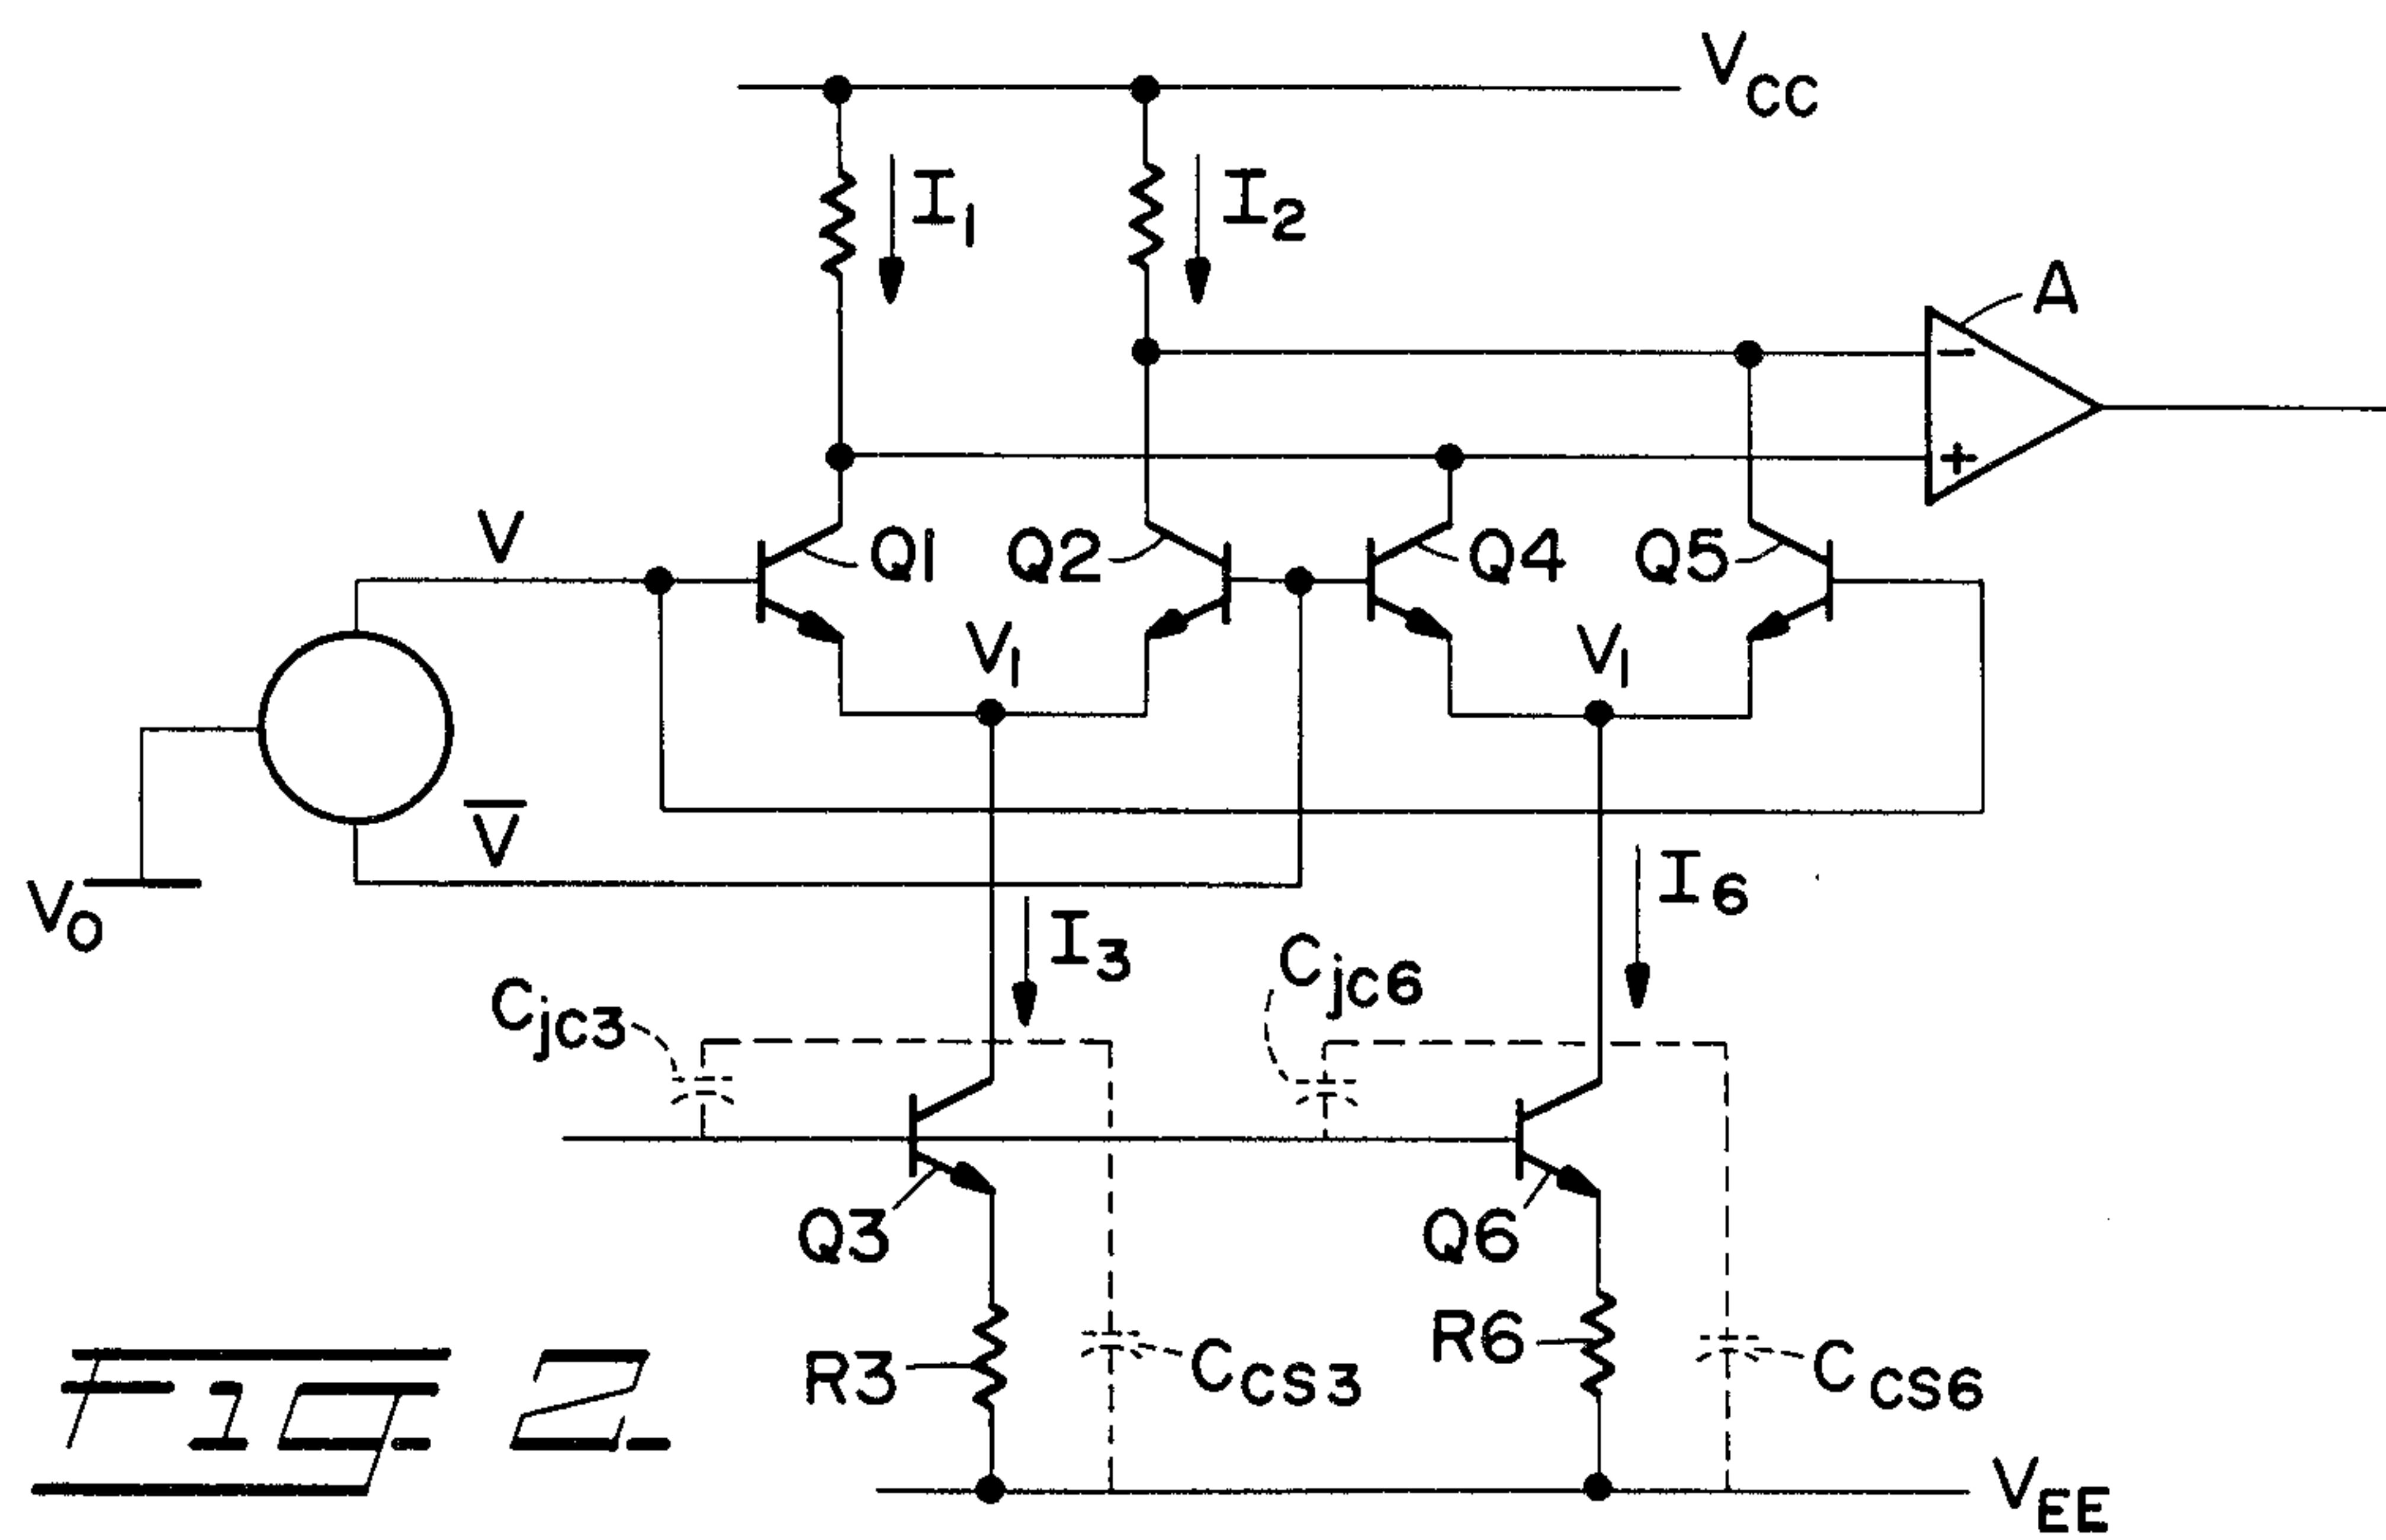 VCC
I1
I2
A
−
+
V
Q1
Q2
Q4
Q5
V1
V1
V̅
VO
I3
I6
Cjc3
Cjc6
Q3
Q6
R3
CCS3
R6
CCS6
FIG. 2.
VEE